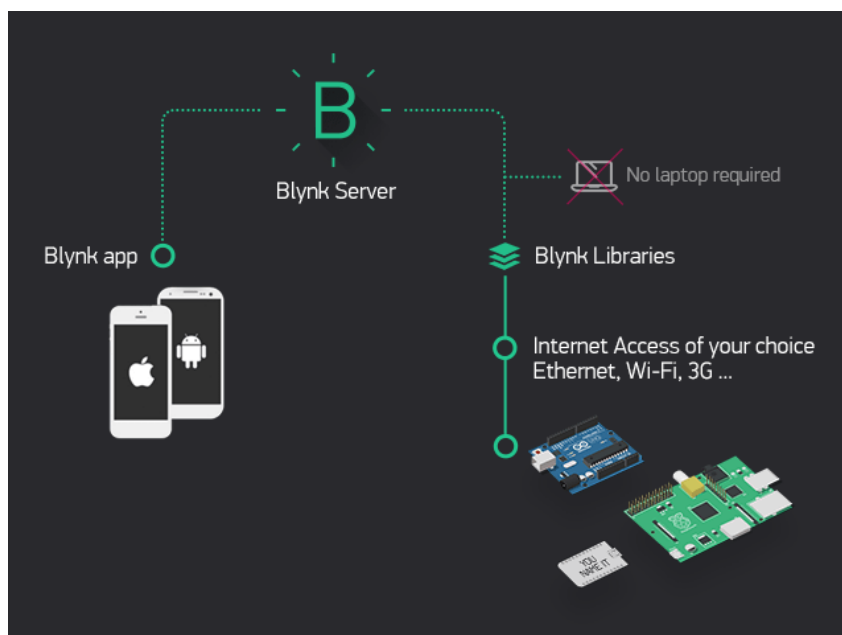 B
Blynk Server
No laptop required
Blynk app
Blynk Libraries
Internet Access of your choice
Ethernet, Wi-Fi, 3G ...
YOU
NAME IT